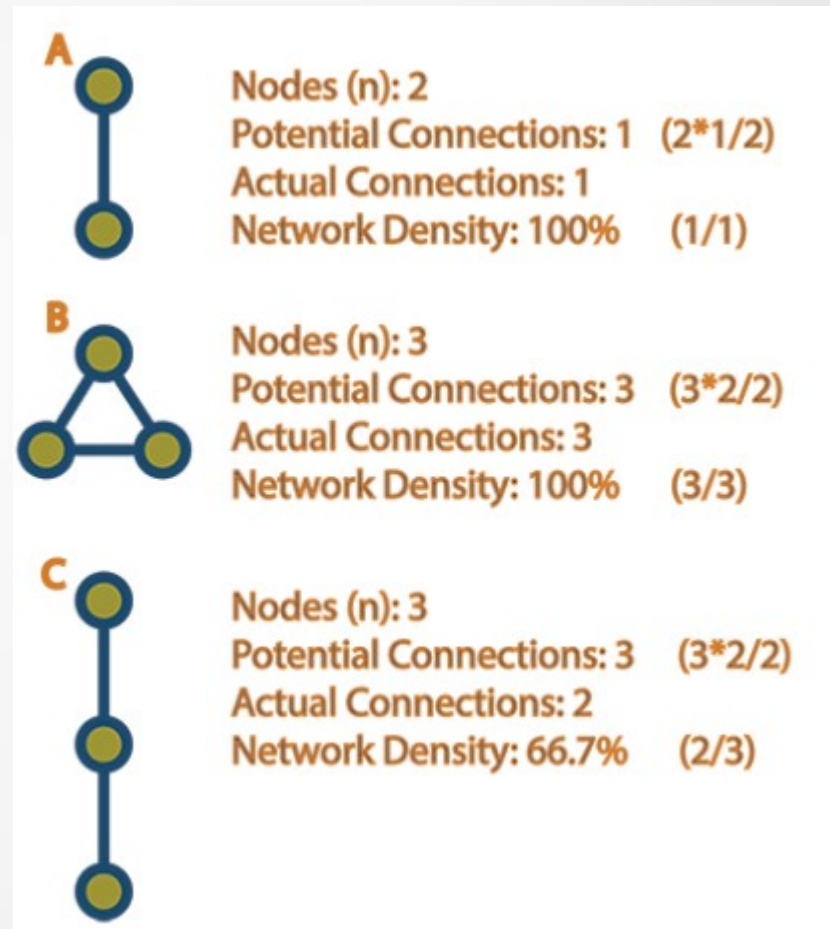 A
Nodes (n): 2
Potential Connections: 1 (2*1/2)
Actual Connections: 1
Network Density: 100% (1/1)
B
Nodes (n): 3
Potential Connections: 3 (3*2/2)
Actual Connections: 3
Network Density: 100% (3/3)
C
Nodes (n): 3
Potential Connections: 3 (3*2/2)
Actual Connections: 2
Network Density: 66.7% (2/3)